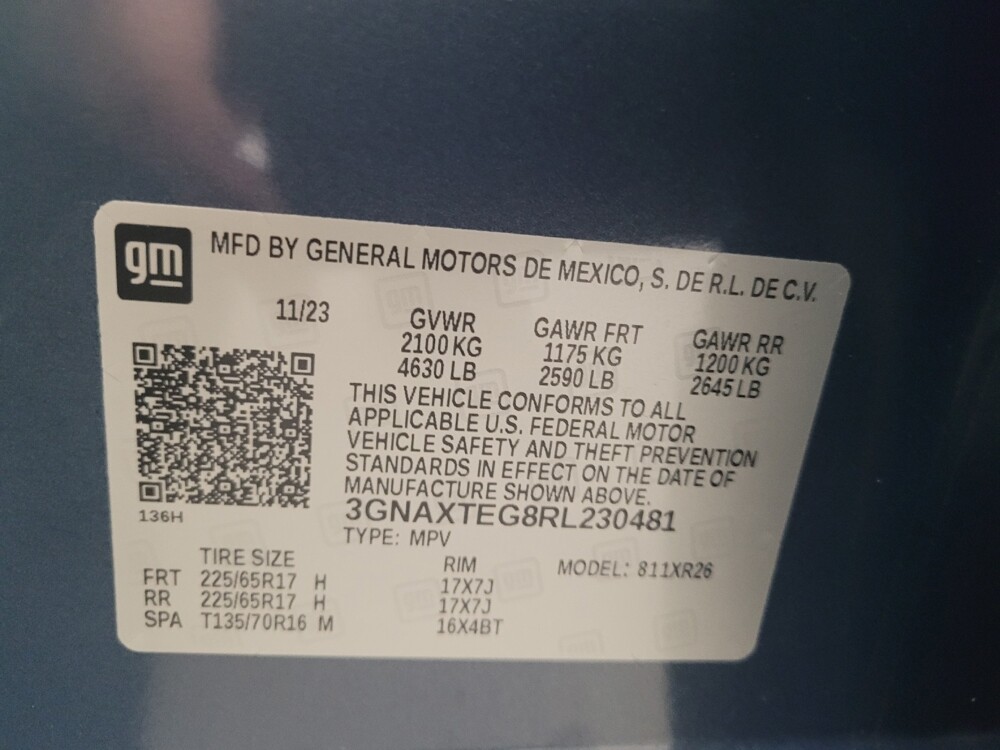 gm MFD BY GENERAL MOTORS DE MEXICO, S. DE R.L. DE C.V.
11/23
GVWR GAWR FRT GAWR RR
2100 KG 1175 KG 1200 KG
4630 LB 2590 LB 2645 LB
THIS VEHICLE CONFORMS TO ALL
APPLICABLE U.S. FEDERAL MOTOR
VEHICLE SAFETY AND THEFT PREVENTION
STANDARDS IN EFFECT ON THE DATE OF
MANUFACTURE SHOWN ABOVE.
3GNAXTEG8RL230481
136H
TYPE: MPV
TIRE SIZE RIM MODEL: 811XR26
FRT 225/65R17 H 17X7J
RR 225/65R17 H 17X7J
SPA T135/70R16 M 16X4BT